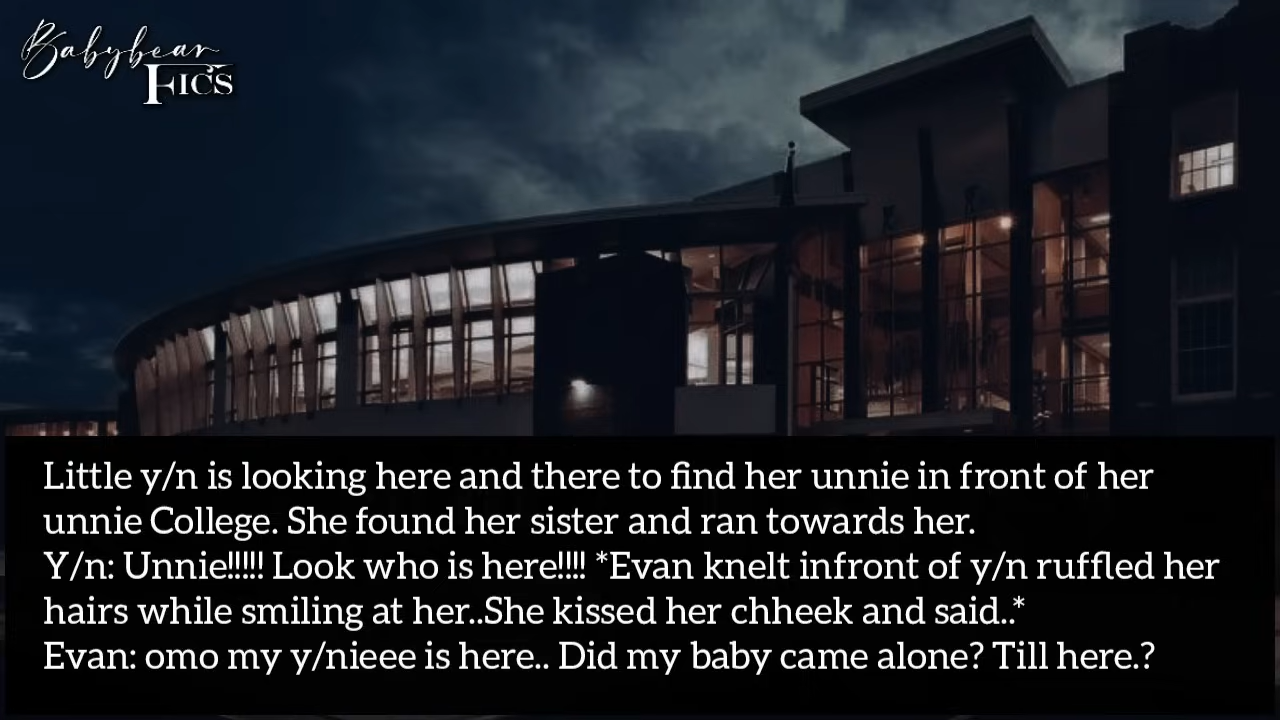 Babybear
Fics
Little y/n is looking here and there to find her unnie in front of her
unnie College. She found her sister and ran towards her.
Y/n: Unnie!!!!! Look who is here!!!! *Evan knelt infront of y/n ruffled her
hairs while smiling at her..She kissed her chheek and said..*
Evan: omo my y/nieee is here.. Did my baby came alone? Till here.?